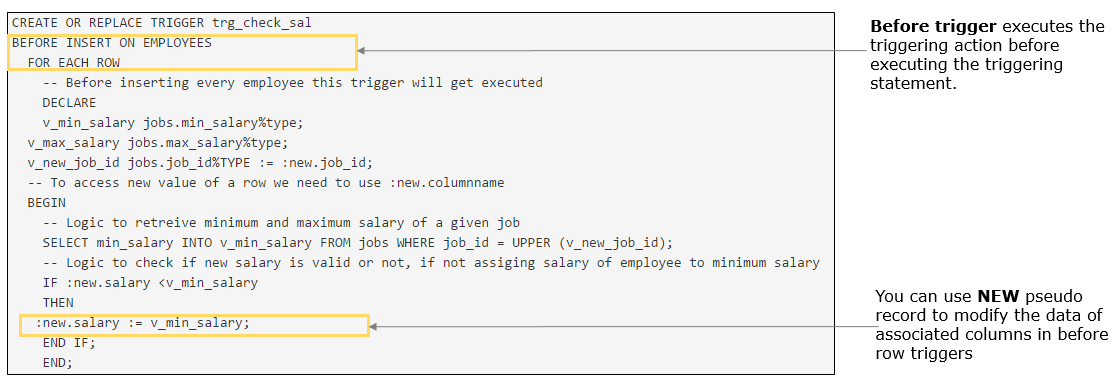 CREATE OR REPLACE TRIGGER trg_check_sal
BEFORE INSERT ON EMPLOYEES
FOR EACH ROW
-- Before inserting every employee this trigger will get executed
DECLARE
v_min_salary jobs.min_salary%type;
v_max_salary jobs.max_salary%type;
v_new_job_id jobs.job_id%TYPE := :new.job_id;
-- To access new value of a row we need to use :new.columnname
BEGIN
-- Logic to retreive minimum and maximum salary of a given job
SELECT min_salary INTO v_min_salary FROM jobs WHERE job_id = UPPER (v_new_job_id);
-- Logic to check if new salary is valid or not, if not assiging salary of employee to minimum salary
IF :new.salary <v_min_salary
THEN
:new.salary := v_min_salary;
END IF;
END;
Before trigger executes the
triggering action before
executing the triggering
statement.
You can use NEW pseudo
record to modify the data of
associated columns in before
row triggers